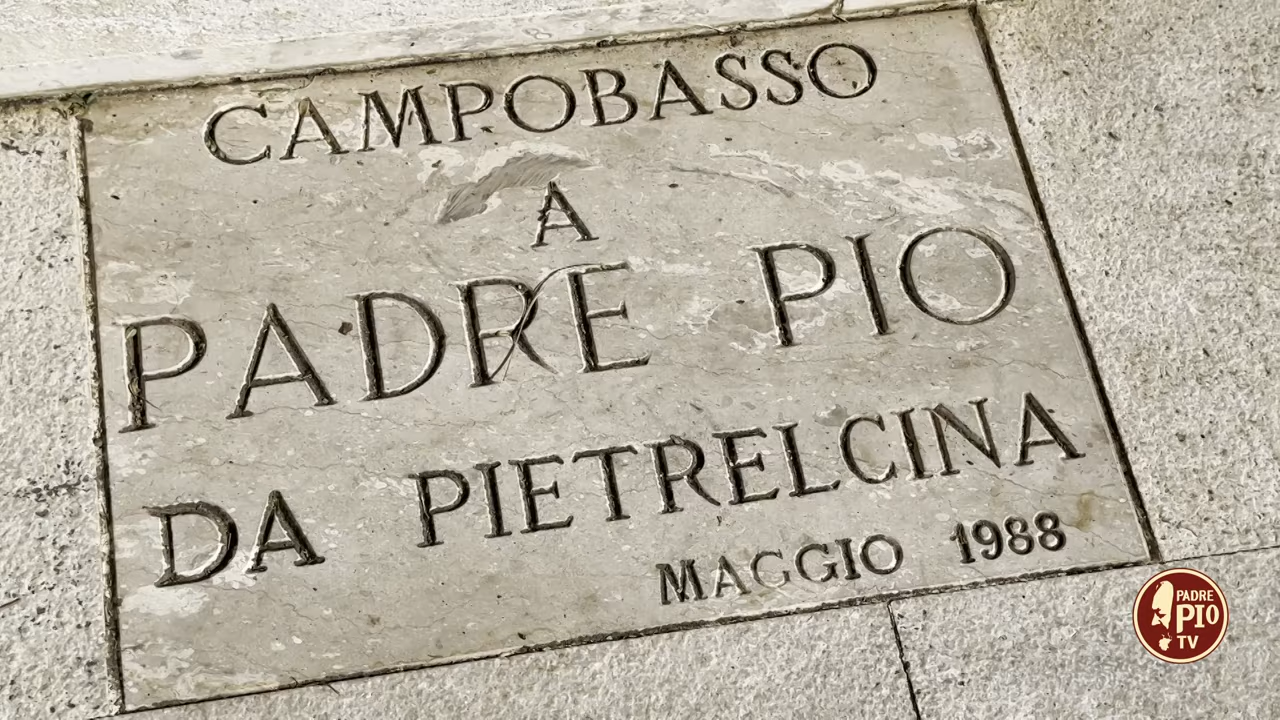 CAMPOBASSO
A
PADRE PIO
DA PIETRELCINA
MAGGIO 1988
PADRE
PIO
TV